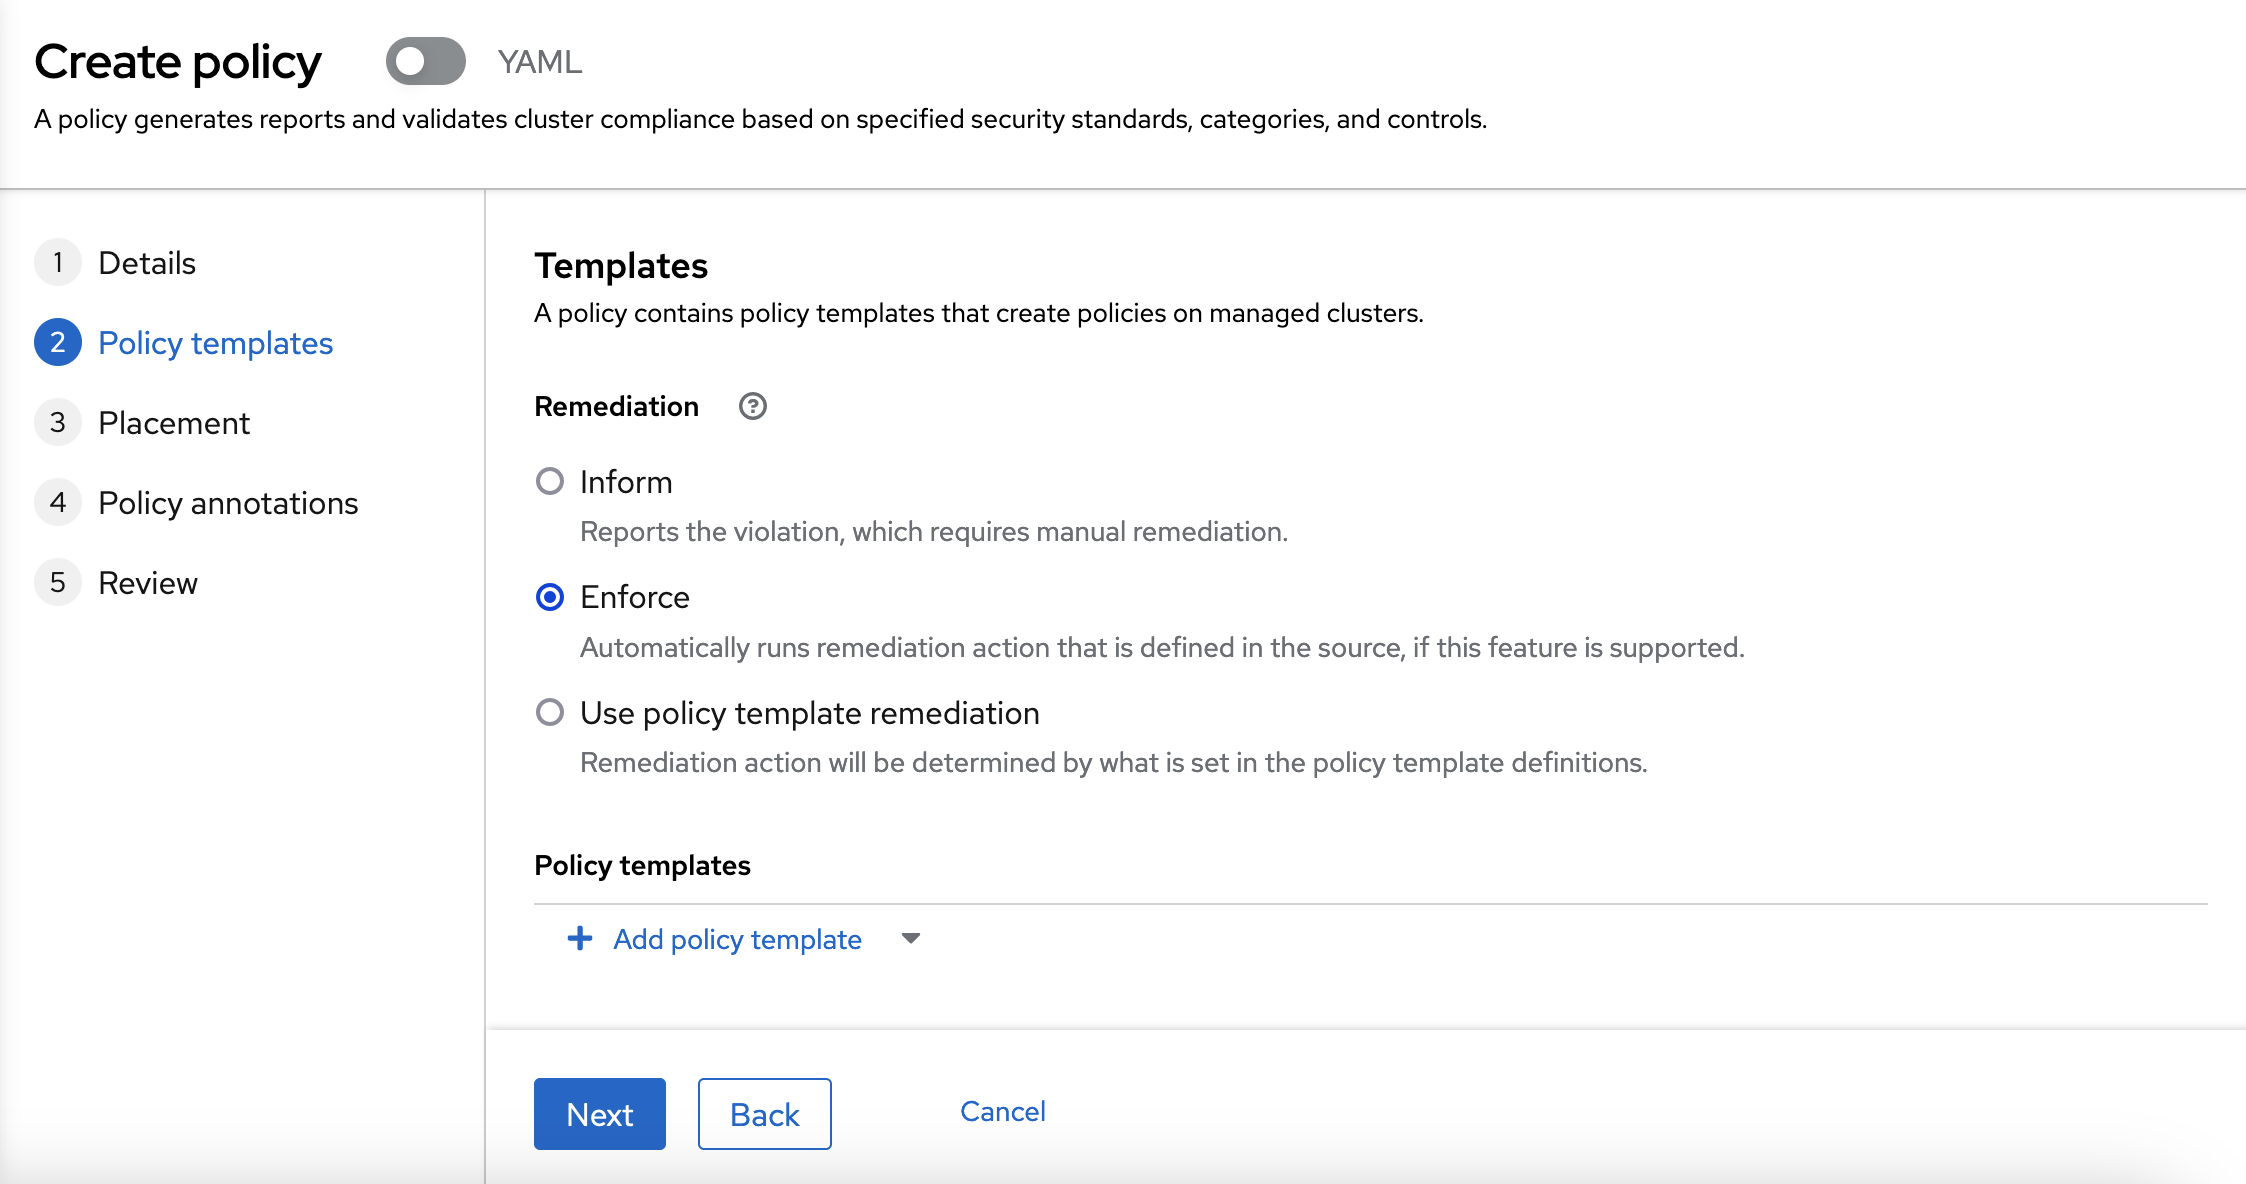 Create policy YAML
A policy generates reports and validates cluster compliance based on specified security standards, categories, and controls.
1 Details
2 Policy templates
3 Placement
4 Policy annotations
5 Review
Templates
A policy contains policy templates that create policies on managed clusters.
Remediation ?
Inform
Reports the violation, which requires manual remediation.
Enforce
Automatically runs remediation action that is defined in the source, if this feature is supported.
Use policy template remediation
Remediation action will be determined by what is set in the policy template definitions.
Policy templates
+ Add policy template
Next Back Cancel